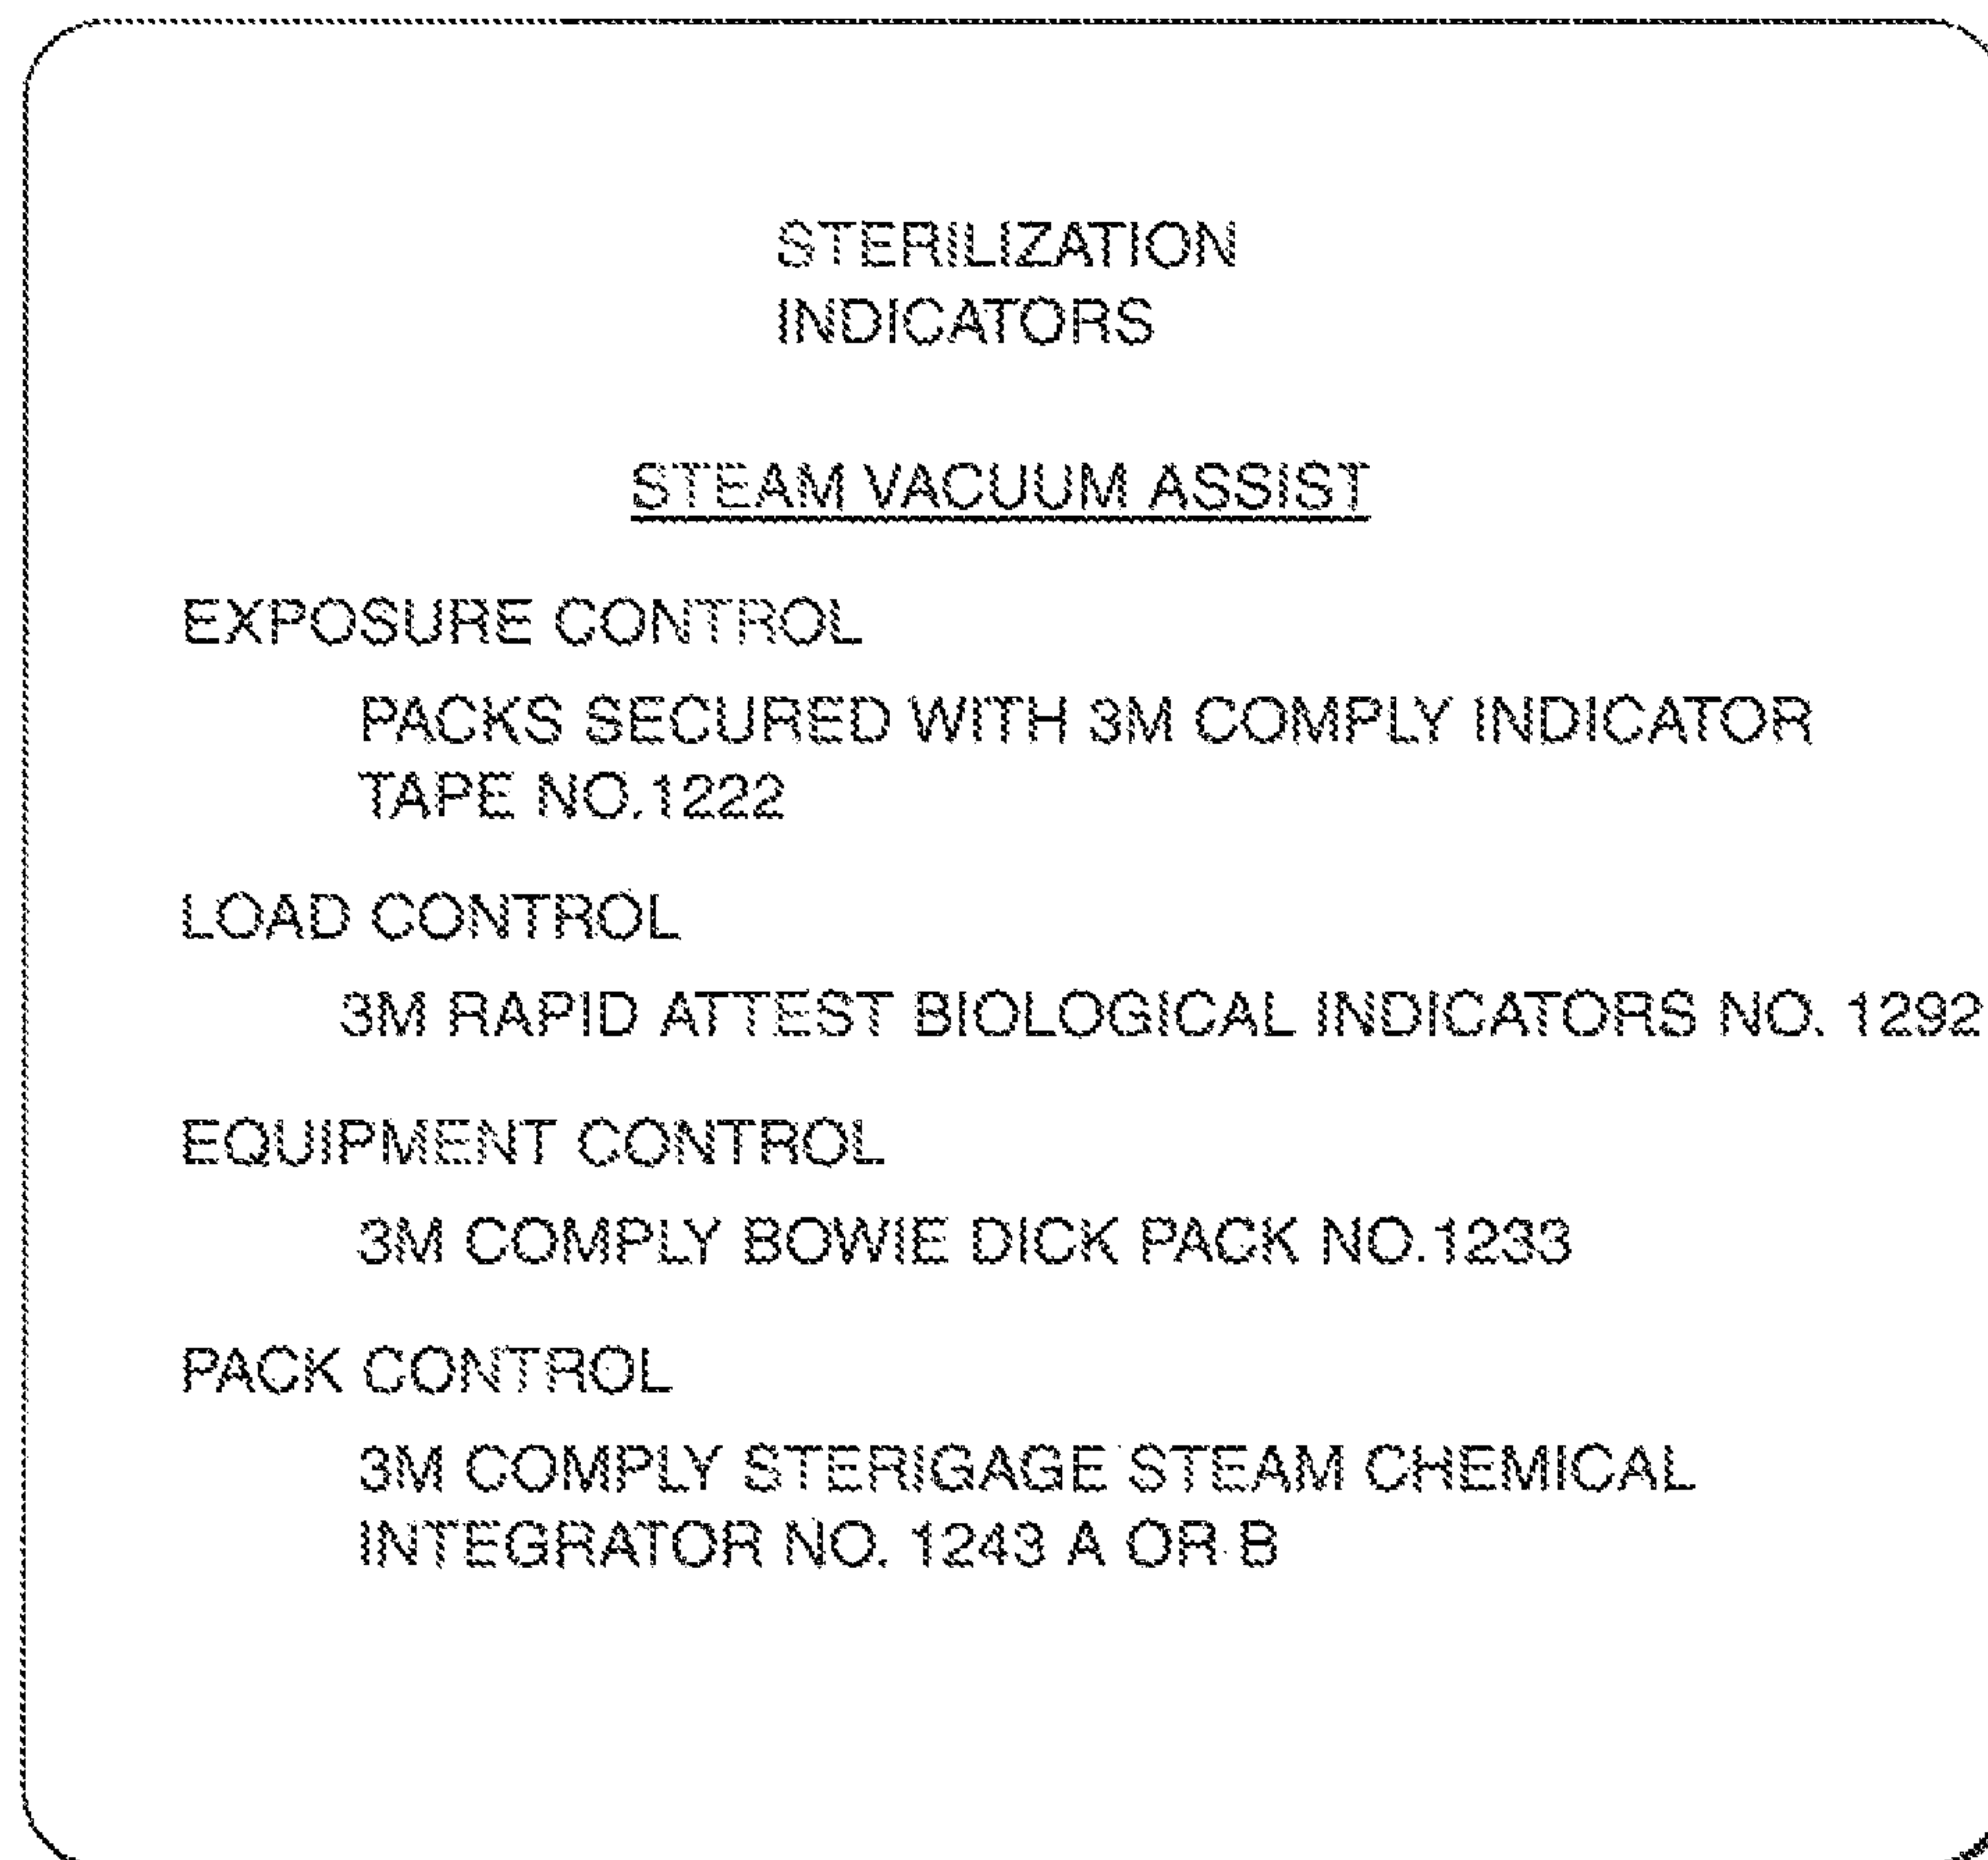 STERILIZATION
INDICATORS
STEAM VACUUM ASSIST
EXPOSURE CONTROL
PACKS SECURED WITH 3M COMPLY INDICATOR
TAPE NO.1222
LOAD CONTROL
3M RAPID ATTEST BIOLOGICAL INDICATORS NO. 1292
EQUIPMENT CONTROL
3M COMPLY BOWIE DICK PACK NO.1233
PACK CONTROL
3M COMPLY STERIGAGE STEAM CHEMICAL
INTEGRATOR NO. 1243 A OR B